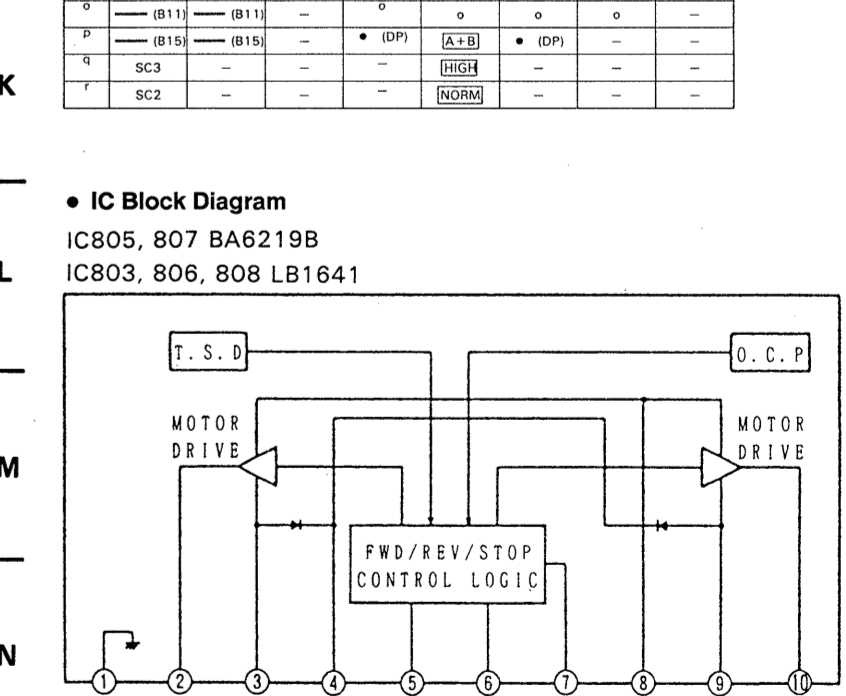 o — (B11) — (B11) – o o o o –
p — (B15) — (B15) – • (DP) A+B • (DP) – –
q SC3 – – – HIGH – – –
r SC2 – – – NORM – – –
K
L
M
N
• IC Block Diagram
IC805, 807 BA6219B
IC803, 806, 808 LB1641
T. S. D
O. C. P
MOTOR
DRIVE
MOTOR
DRIVE
FWD/REV/STOP
CONTROL LOGIC
1 2 3 4 5 6 7 8 9 10